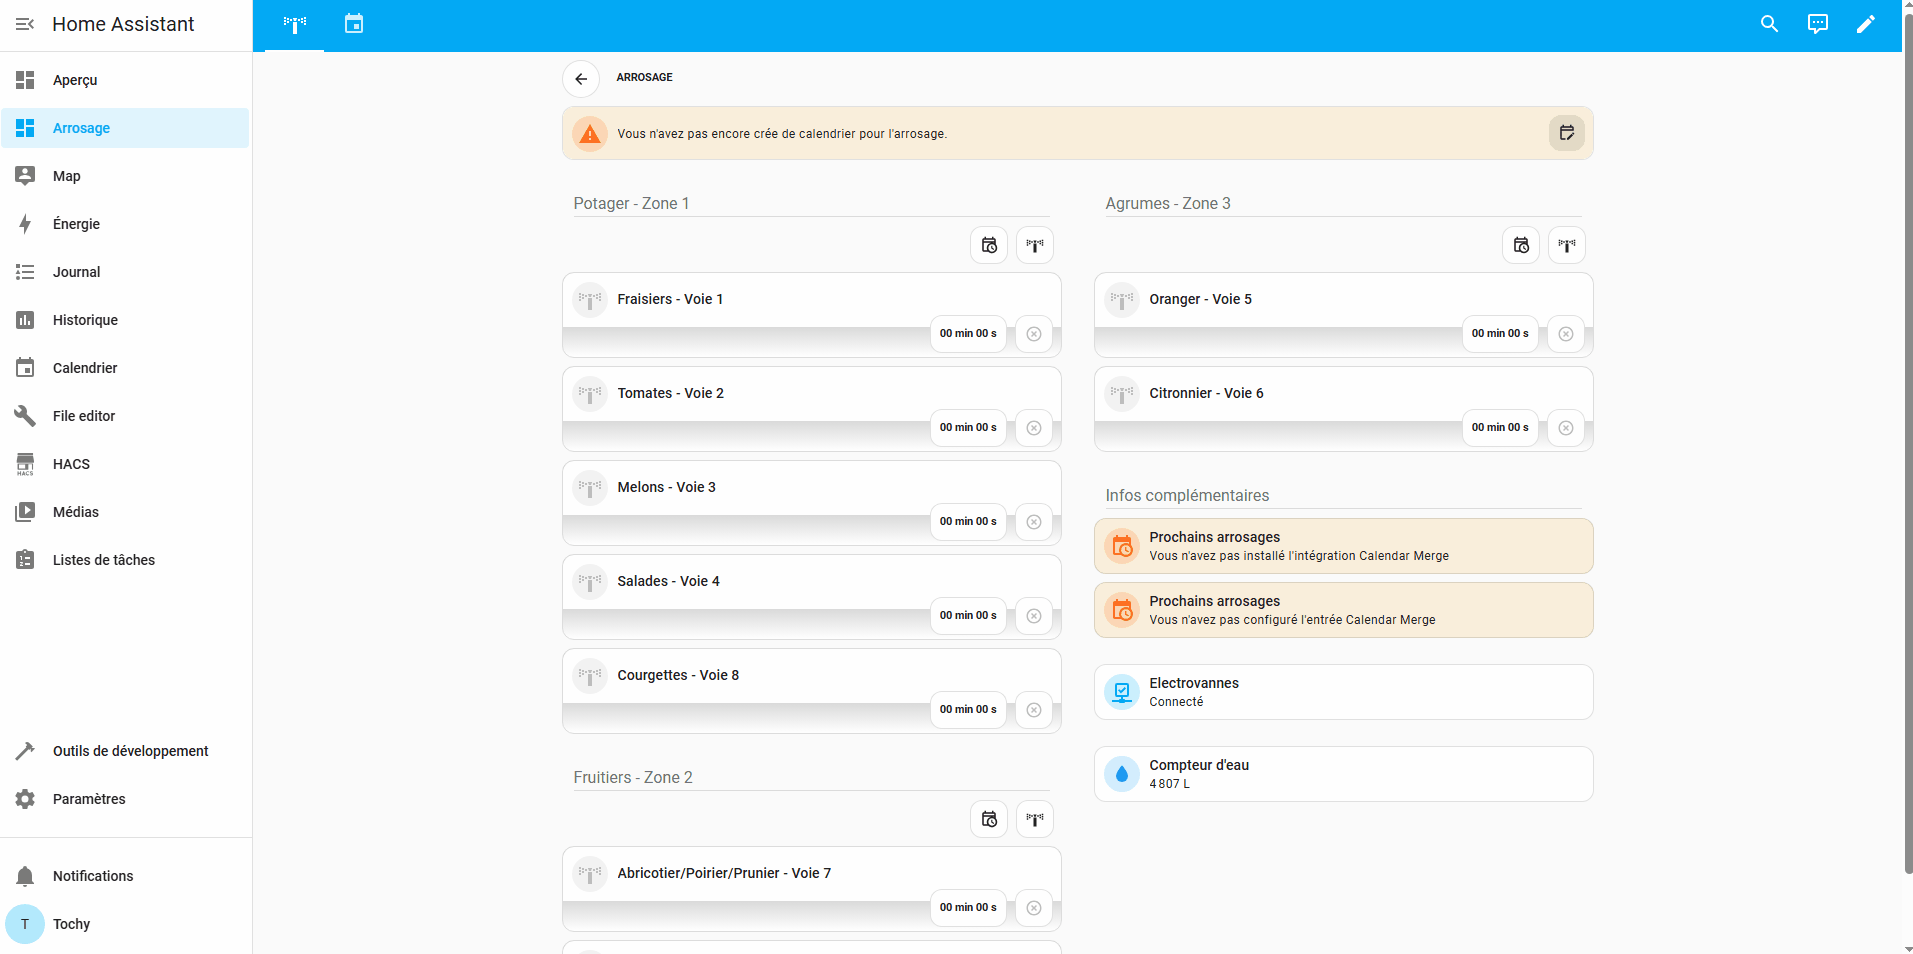 Home Assistant
Aperçu
Arrosage
Map
Énergie
Journal
Historique
Calendrier
File editor
HACS
HACS
Médias
Listes de tâches
Outils de développement
Paramètres
Notifications
T
Tochy
ARROSAGE
Vous n'avez pas encore crée de calendrier pour l'arrosage.
Potager - Zone 1
Fraisiers - Voie 1
00 min 00 s
Tomates - Voie 2
00 min 00 s
Melons - Voie 3
00 min 00 s
Salades - Voie 4
00 min 00 s
Courgettes - Voie 8
00 min 00 s
Fruitiers - Zone 2
Abricotier/Poirier/Prunier - Voie 7
00 min 00 s
Agrumes - Zone 3
Oranger - Voie 5
00 min 00 s
Citronnier - Voie 6
00 min 00 s
Infos complémentaires
Prochains arrosages
Vous n'avez pas installé l'intégration Calendar Merge
Prochains arrosages
Vous n'avez pas configuré l'entrée Calendar Merge
Electrovannes
Connecté
Compteur d'eau
4 807 L